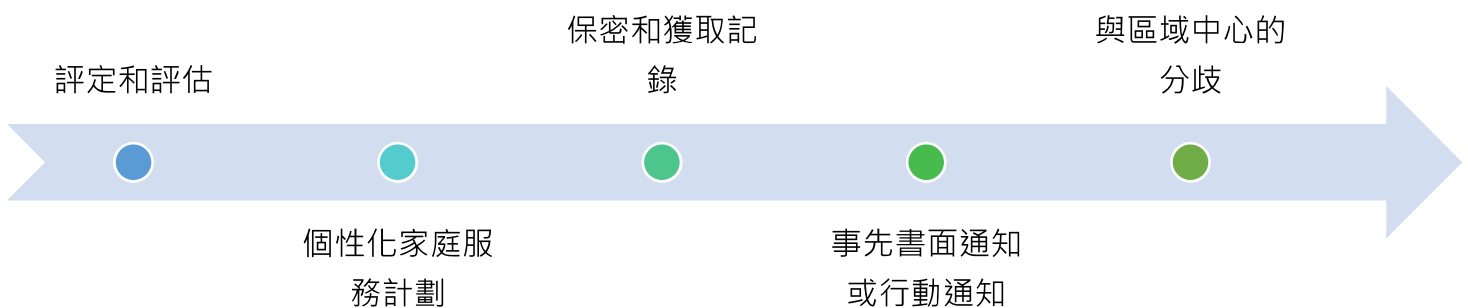 評定和評估
個性化家庭服
務計劃
保密和獲取記
錄
事先書面通知
或行動通知
與區域中心的
分歧